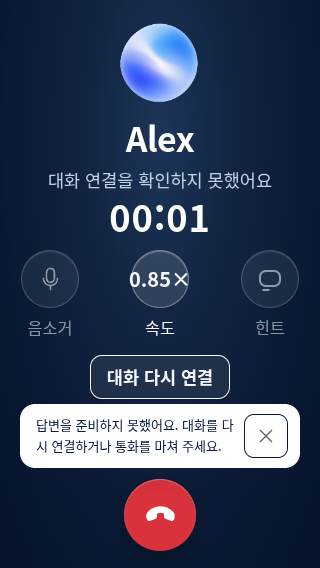 Alex
대화 연결을 확인하지 못했어요
00:01
0.85×
음소거
속도
힌트
대화 다시 연결
답변을 준비하지 못했어요. 대화를 다
시 연결하거나 통화를 마쳐 주세요.